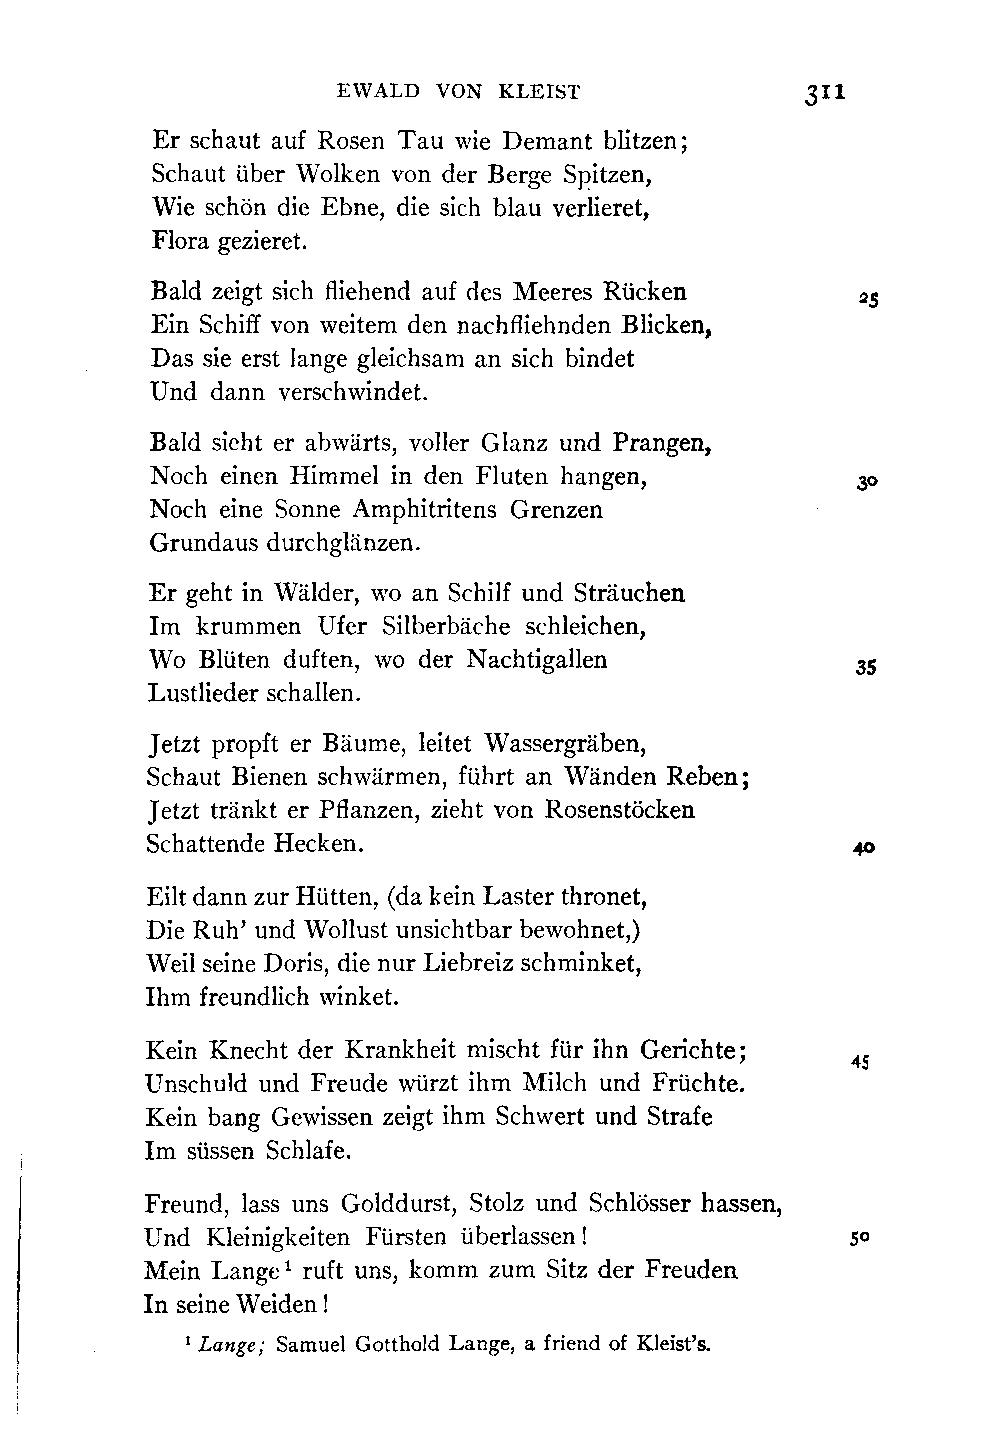 EWALD VON KLEIST 311
Er schaut auf Rosen Tau wie Demant blitzen;
Schaut über Wolken von der Berge Spitzen,
Wie schön die Ebne, die sich blau verlieret,
Flora gezieret.
Bald zeigt sich fliehend auf des Meeres Rücken 25
Ein Schiff von weitem den nachfliehnden Blicken,
Das sie erst lange gleichsam an sich bindet
Und dann verschwindet.
Bald sieht er abwärts, voller Glanz und Prangen,
Noch einen Himmel in den Fluten hangen, 30
Noch eine Sonne Amphitritens Grenzen
Grundaus durchglänzen.
Er geht in Wälder, wo an Schilf und Sträuchen
Im krummen Ufer Silberbäche schleichen,
Wo Blüten duften, wo der Nachtigallen 35
Lustlieder schallen.
Jetzt propft er Bäume, leitet Wassergräben,
Schaut Bienen schwärmen, führt an Wänden Reben;
Jetzt tränkt er Pflanzen, zieht von Rosenstöcken
Schattende Hecken. 40
Eilt dann zur Hütten, (da kein Laster thronet,
Die Ruh' und Wollust unsichtbar bewohnet,)
Weil seine Doris, die nur Liebreiz schminket,
Ihm freundlich winket.
Kein Knecht der Krankheit mischt für ihn Gerichte; 45
Unschuld und Freude würzt ihm Milch und Früchte.
Kein bang Gewissen zeigt ihm Schwert und Strafe
Im süssen Schlafe.
Freund, lass uns Golddurst, Stolz und Schlösser hassen,
Und Kleinigkeiten Fürsten überlassen! 50
Mein Lange¹ ruft uns, komm zum Sitz der Freuden
In seine Weiden!
¹ Lange; Samuel Gotthold Lange, a friend of Kleist's.